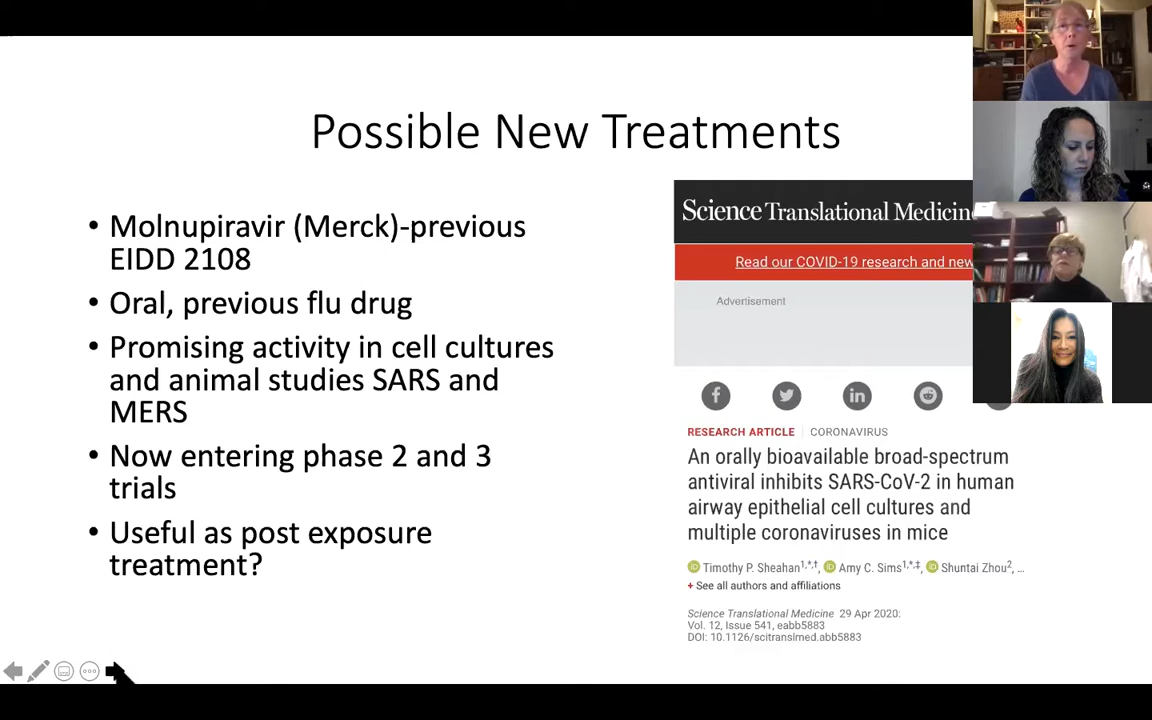 Possible New Treatments
• Molnupiravir (Merck)-previous
EIDD 2108
• Oral, previous flu drug
• Promising activity in cell cultures
and animal studies SARS and
MERS
• Now entering phase 2 and 3
trials
• Useful as post exposure
treatment?
Science Translational Medicin
Read our COVID-19 research and new
Advertisement
RESEARCH ARTICLE | CORONAVIRUS
An orally bioavailable broad-spectrum
antiviral inhibits SARS-CoV-2 in human
airway epithelial cell cultures and
multiple coronaviruses in mice
Timothy P. Sheahan1,*,†, Amy C. Sims1,*,‡, Shuntai Zhou2, ...
+ See all authors and affiliations
Science Translational Medicine 29 Apr 2020:
Vol. 12, Issue 541, eabb5883
DOI: 10.1126/scitranslmed.abb5883